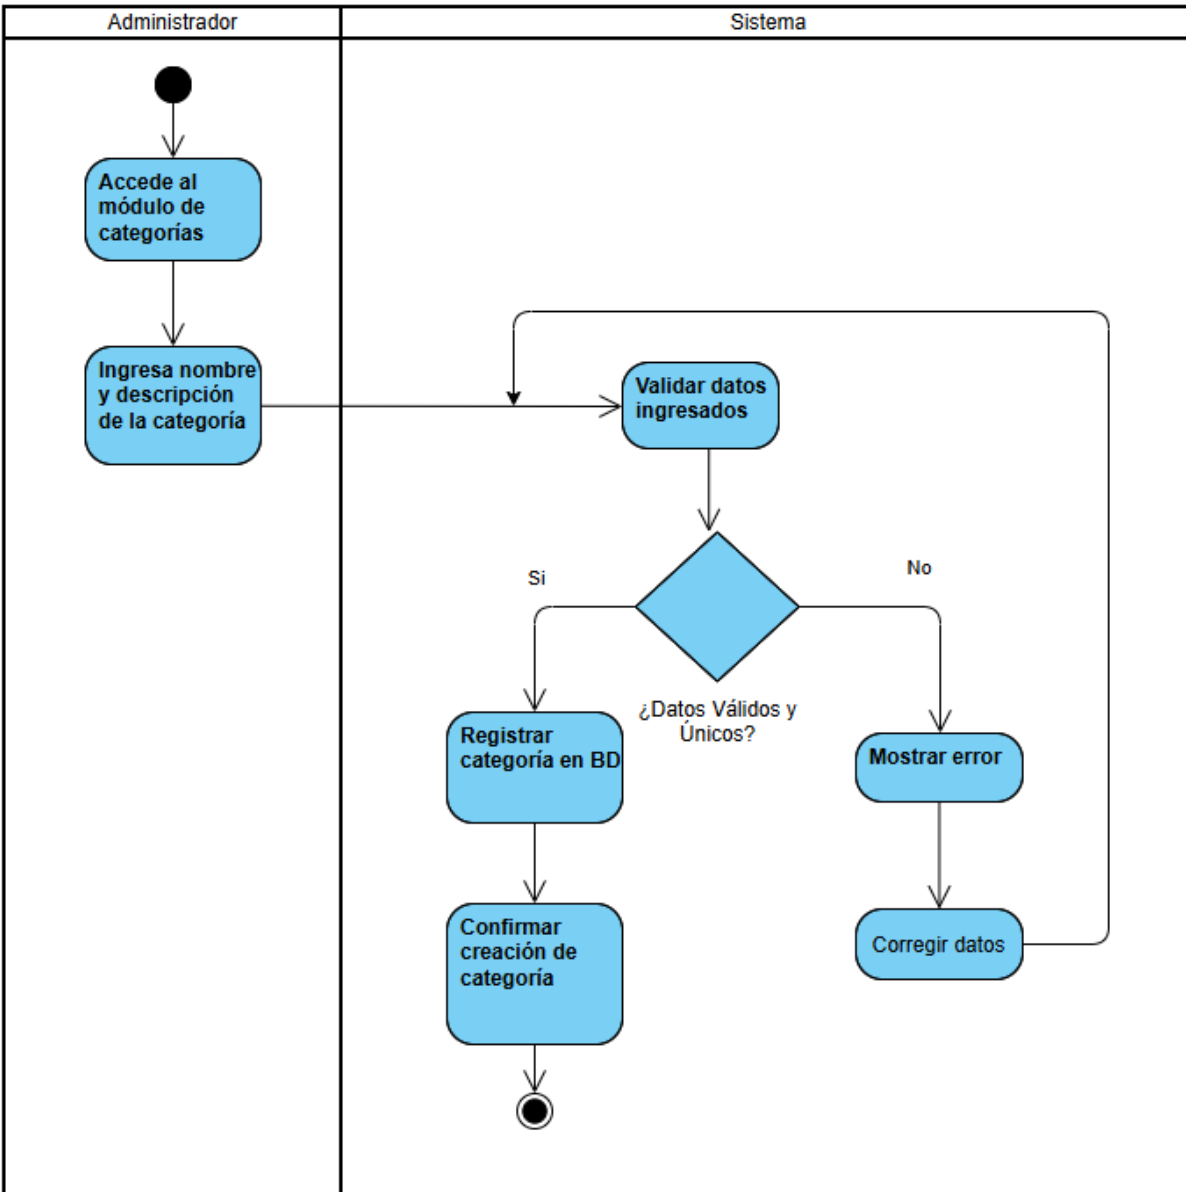 Administrador
Sistema
Accede al
módulo de
categorías
Ingresa nombre
y descripción
de la categoría
Validar datos
ingresados
Si
No
¿Datos Válidos y
Únicos?
Registrar
categoría en BD
Mostrar error
Confirmar
creación de
categoría
Corregir datos